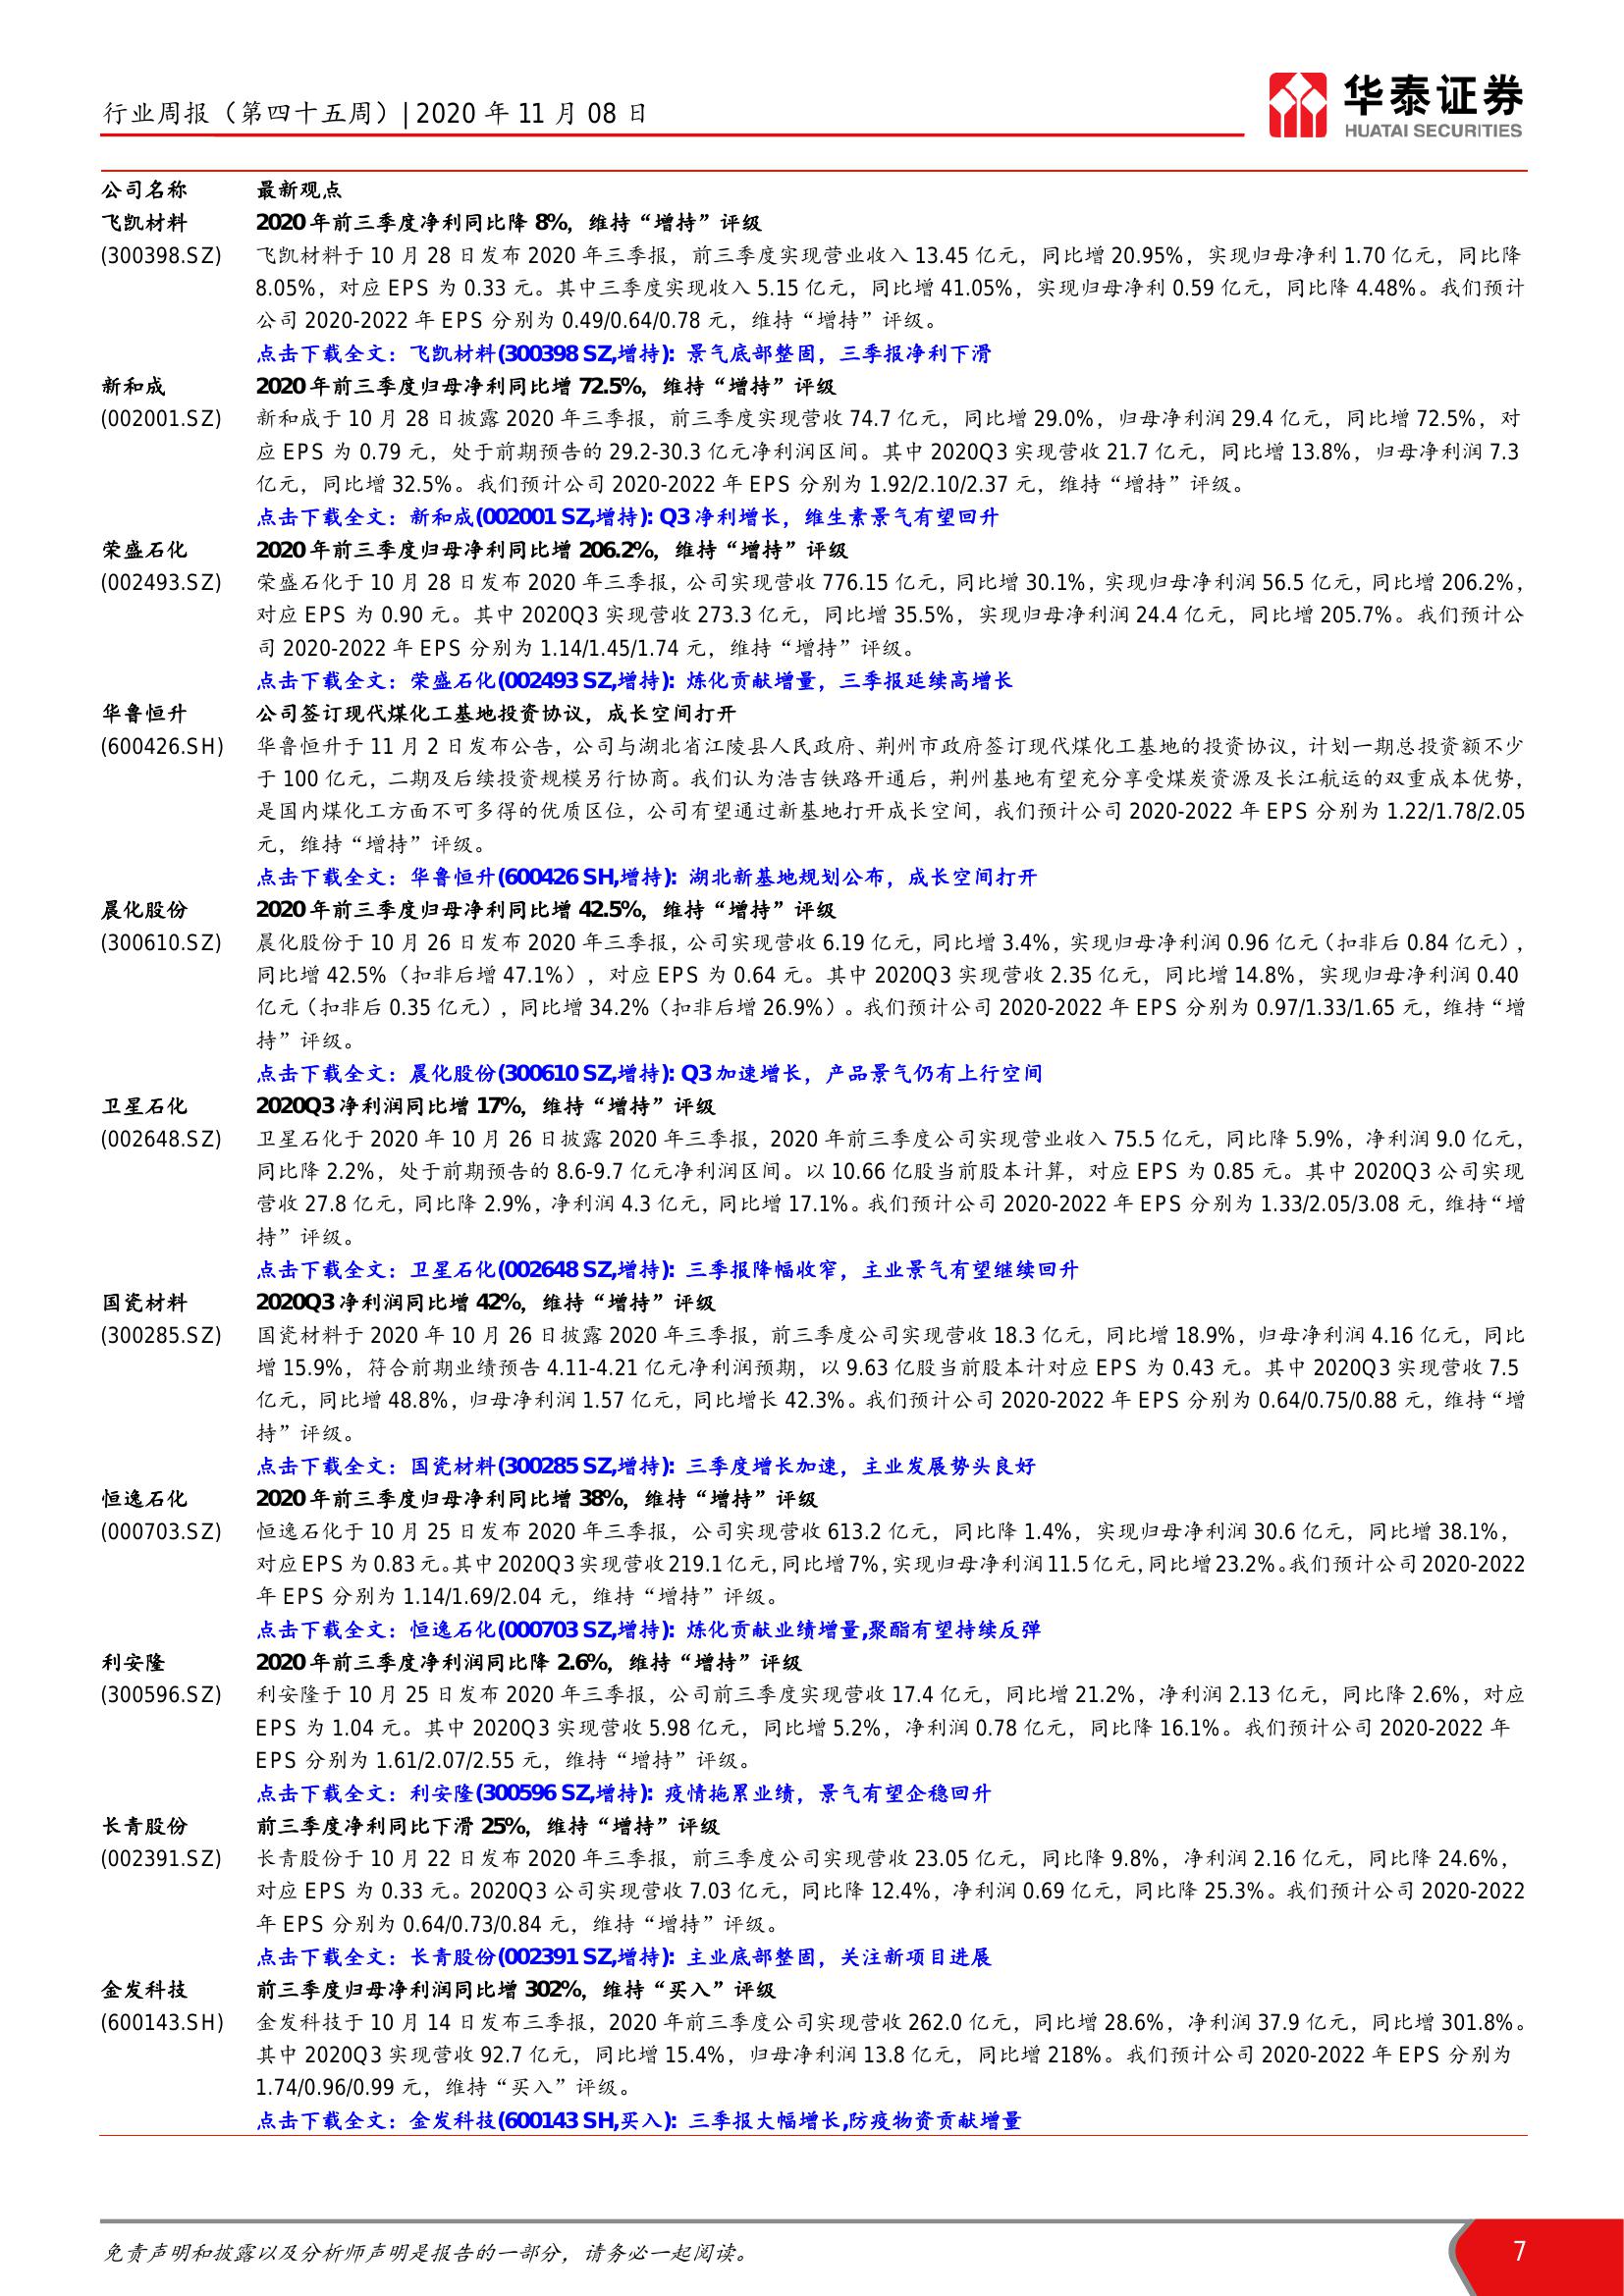 行业周报（第四十五周）| 2020 年 11 月 08 日
华泰证券
HUATAI SECURITIES
公司名称 最新观点
飞凯材料 2020 年前三季度净利同比降 8%，维持“增持”评级
(300398.SZ) 飞凯材料于 10 月 28 日发布 2020 年三季报，前三季度实现营业收入 13.45 亿元，同比增 20.95%，实现归母净利 1.70 亿元，同比降
8.05%，对应 EPS 为 0.33 元。其中三季度实现收入 5.15 亿元，同比增 41.05%，实现归母净利 0.59 亿元，同比降 4.48%。我们预计
公司 2020-2022 年 EPS 分别为 0.49/0.64/0.78 元，维持“增持”评级。
点击下载全文：飞凯材料(300398 SZ,增持): 景气底部整固，三季报净利下滑
新和成 2020 年前三季度归母净利同比增 72.5%，维持“增持”评级
(002001.SZ) 新和成于 10 月 28 日披露 2020 年三季报，前三季度实现营收 74.7 亿元，同比增 29.0%，归母净利润 29.4 亿元，同比增 72.5%，对
应 EPS 为 0.79 元，处于前期预告的 29.2-30.3 亿元净利润区间。其中 2020Q3 实现营收 21.7 亿元，同比增 13.8%，归母净利润 7.3
亿元，同比增 32.5%。我们预计公司 2020-2022 年 EPS 分别为 1.92/2.10/2.37 元，维持“增持”评级。
点击下载全文：新和成(002001 SZ,增持): Q3 净利增长，维生素景气有望回升
荣盛石化 2020 年前三季度归母净利同比增 206.2%，维持“增持”评级
(002493.SZ) 荣盛石化于 10 月 28 日发布 2020 年三季报，公司实现营收 776.15 亿元，同比增 30.1%，实现归母净利润 56.5 亿元，同比增 206.2%，
对应 EPS 为 0.90 元。其中 2020Q3 实现营收 273.3 亿元，同比增 35.5%，实现归母净利润 24.4 亿元，同比增 205.7%。我们预计公
司 2020-2022 年 EPS 分别为 1.14/1.45/1.74 元，维持“增持”评级。
点击下载全文：荣盛石化(002493 SZ,增持): 炼化贡献增量，三季报延续高增长
华鲁恒升 公司签订现代煤化工基地投资协议，成长空间打开
(600426.SH) 华鲁恒升于 11 月 2 日发布公告，公司与湖北省江陵县人民政府、荆州市政府签订现代煤化工基地的投资协议，计划一期总投资额不少
于 100 亿元，二期及后续投资规模另行协商。我们认为浩吉铁路开通后，荆州基地有望充分享受煤炭资源及长江航运的双重成本优势，
是国内煤化工方面不可多得的优质区位，公司有望通过新基地打开成长空间，我们预计公司 2020-2022 年 EPS 分别为 1.22/1.78/2.05
元，维持“增持”评级。
点击下载全文：华鲁恒升(600426 SH,增持): 湖北新基地规划公布，成长空间打开
晨化股份 2020 年前三季度归母净利同比增 42.5%，维持“增持”评级
(300610.SZ) 晨化股份于 10 月 26 日发布 2020 年三季报，公司实现营收 6.19 亿元，同比增 3.4%，实现归母净利润 0.96 亿元（扣非后 0.84 亿元），
同比增 42.5%（扣非后增 47.1%），对应 EPS 为 0.64 元。其中 2020Q3 实现营收 2.35 亿元，同比增 14.8%，实现归母净利润 0.40
亿元（扣非后 0.35 亿元），同比增 34.2%（扣非后增 26.9%）。我们预计公司 2020-2022 年 EPS 分别为 0.97/1.33/1.65 元，维持“增
持”评级。
点击下载全文：晨化股份(300610 SZ,增持): Q3 加速增长，产品景气仍有上行空间
卫星石化 2020Q3 净利润同比增 17%，维持“增持”评级
(002648.SZ) 卫星石化于 2020 年 10 月 26 日披露 2020 年三季报，2020 年前三季度公司实现营业收入 75.5 亿元，同比降 5.9%，净利润 9.0 亿元，
同比降 2.2%，处于前期预告的 8.6-9.7 亿元净利润区间。以 10.66 亿股当前股本计算，对应 EPS 为 0.85 元。其中 2020Q3 公司实现
营收 27.8 亿元，同比降 2.9%，净利润 4.3 亿元，同比增 17.1%。我们预计公司 2020-2022 年 EPS 分别为 1.33/2.05/3.08 元，维持“增
持”评级。
点击下载全文：卫星石化(002648 SZ,增持): 三季报降幅收窄，主业景气有望继续回升
国瓷材料 2020Q3 净利润同比增 42%，维持“增持”评级
(300285.SZ) 国瓷材料于 2020 年 10 月 26 日披露 2020 年三季报，前三季度公司实现营收 18.3 亿元，同比增 18.9%，归母净利润 4.16 亿元，同比
增 15.9%，符合前期业绩预告 4.11-4.21 亿元净利润预期，以 9.63 亿股当前股本计对应 EPS 为 0.43 元。其中 2020Q3 实现营收 7.5
亿元，同比增 48.8%，归母净利润 1.57 亿元，同比增长 42.3%。我们预计公司 2020-2022 年 EPS 分别为 0.64/0.75/0.88 元，维持“增
持”评级。
点击下载全文：国瓷材料(300285 SZ,增持): 三季度增长加速，主业发展势头良好
恒逸石化 2020 年前三季度归母净利同比增 38%，维持“增持”评级
(000703.SZ) 恒逸石化于 10 月 25 日发布 2020 年三季报，公司实现营收 613.2 亿元，同比降 1.4%，实现归母净利润 30.6 亿元，同比增 38.1%，
对应 EPS 为 0.83 元。其中 2020Q3 实现营收 219.1 亿元，同比增 7%，实现归母净利润 11.5 亿元，同比增 23.2%。我们预计公司 2020-2022
年 EPS 分别为 1.14/1.69/2.04 元，维持“增持”评级。
点击下载全文：恒逸石化(000703 SZ,增持): 炼化贡献业绩增量,聚酯有望持续反弹
利安隆 2020 年前三季度净利润同比降 2.6%，维持“增持”评级
(300596.SZ) 利安隆于 10 月 25 日发布 2020 年三季报，公司前三季度实现营收 17.4 亿元，同比增 21.2%，净利润 2.13 亿元，同比降 2.6%，对应
EPS 为 1.04 元。其中 2020Q3 实现营收 5.98 亿元，同比增 5.2%，净利润 0.78 亿元，同比降 16.1%。我们预计公司 2020-2022 年
EPS 分别为 1.61/2.07/2.55 元，维持“增持”评级。
点击下载全文：利安隆(300596 SZ,增持): 疫情拖累业绩，景气有望企稳回升
长青股份 前三季度净利同比下滑 25%，维持“增持”评级
(002391.SZ) 长青股份于 10 月 22 日发布 2020 年三季报，前三季度公司实现营收 23.05 亿元，同比降 9.8%，净利润 2.16 亿元，同比降 24.6%，
对应 EPS 为 0.33 元。2020Q3 公司实现营收 7.03 亿元，同比降 12.4%，净利润 0.69 亿元，同比降 25.3%。我们预计公司 2020-2022
年 EPS 分别为 0.64/0.73/0.84 元，维持“增持”评级。
点击下载全文：长青股份(002391 SZ,增持): 主业底部整固，关注新项目进展
金发科技 前三季度归母净利润同比增 302%，维持“买入”评级
(600143.SH) 金发科技于 10 月 14 日发布三季报，2020 年前三季度公司实现营收 262.0 亿元，同比增 28.6%，净利润 37.9 亿元，同比增 301.8%。
其中 2020Q3 实现营收 92.7 亿元，同比增 15.4%，归母净利润 13.8 亿元，同比增 218%。我们预计公司 2020-2022 年 EPS 分别为
1.74/0.96/0.99 元，维持“买入”评级。
点击下载全文：金发科技(600143 SH,买入): 三季报大幅增长,防疫物资贡献增量
免责声明和披露以及分析师声明是报告的一部分，请务必一起阅读。
7